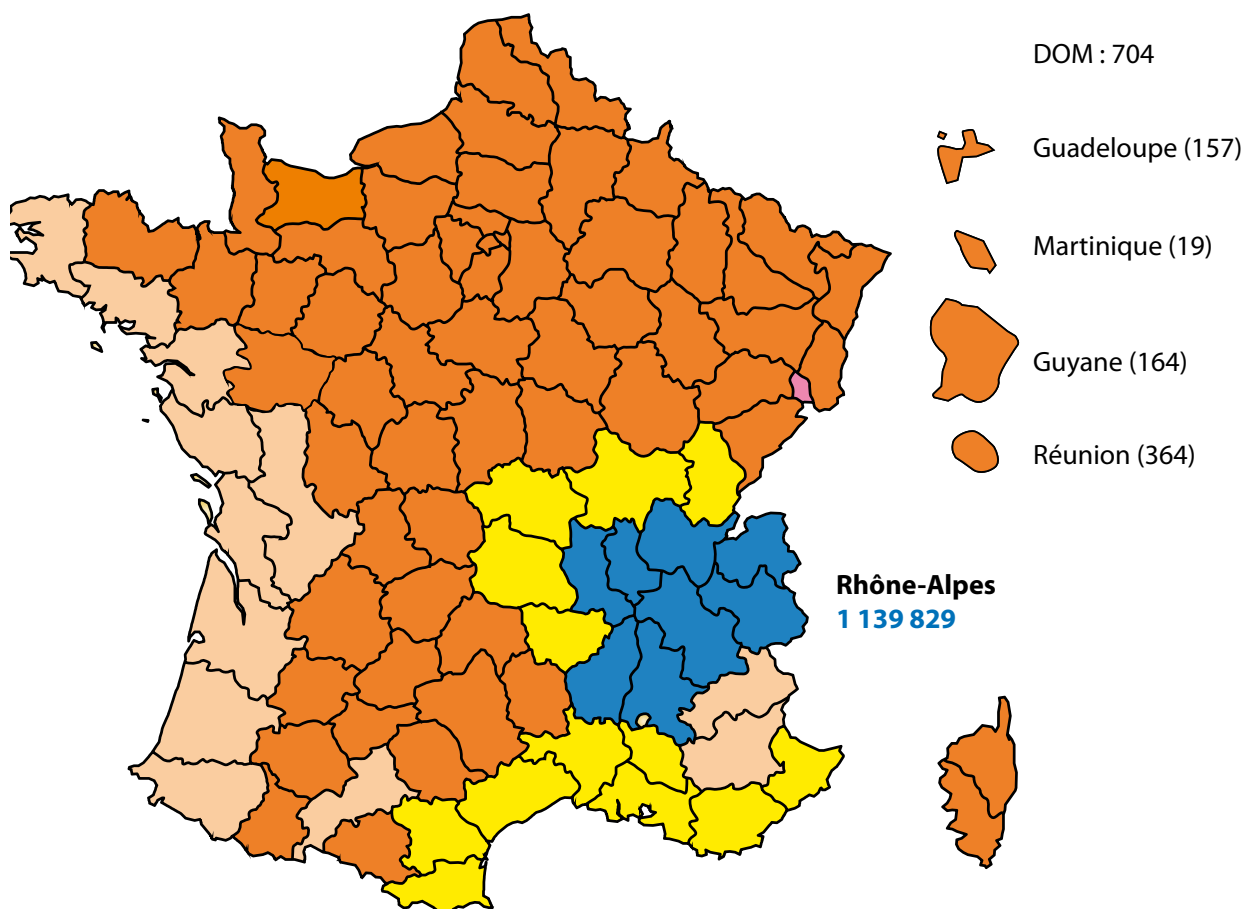 DOM : 704
Guadeloupe (157)
Martinique (19)
Guyane (164)
Réunion (364)
Rhône-Alpes
1 139 829